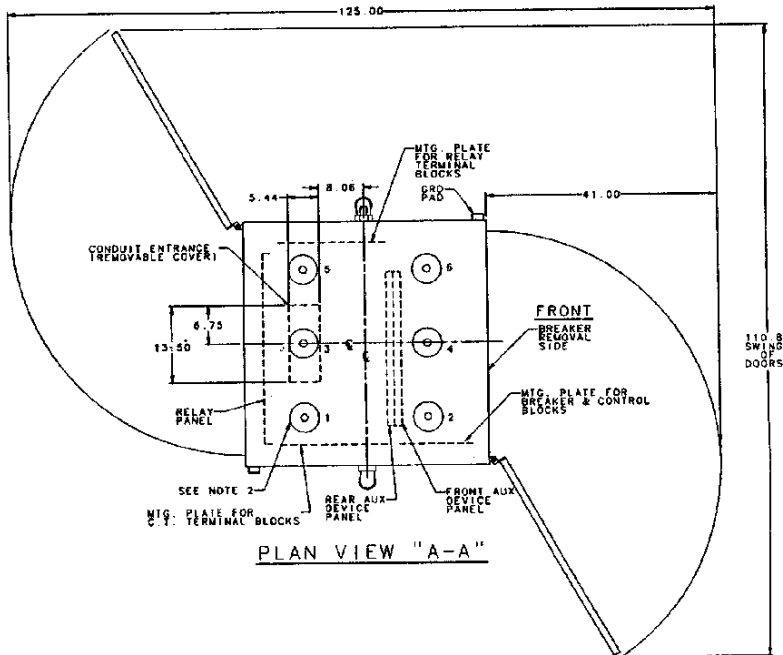 125.00
8.06
MTG. PLATE
FOR RELAY
TERMINAL
BLOCKS
5.44
GRD
PAD
41.00
CONDUIT ENTRANCE
(REMOVABLE COVER)
5
6
FRONT
BREAKER
REMOVAL
SIDE
6.75
13.50
3
4
110.8
SWING
OF
DOORS
RELAY
PANEL
1
2
MTG. PLATE FOR
BREAKER & CONTROL
BLOCKS
SEE NOTE 2
MTG. PLATE FOR
C.T. TERMINAL BLOCKS
REAR AUX
DEVICE
PANEL
FRONT AUX
DEVICE
PANEL
PLAN VIEW "A-A"